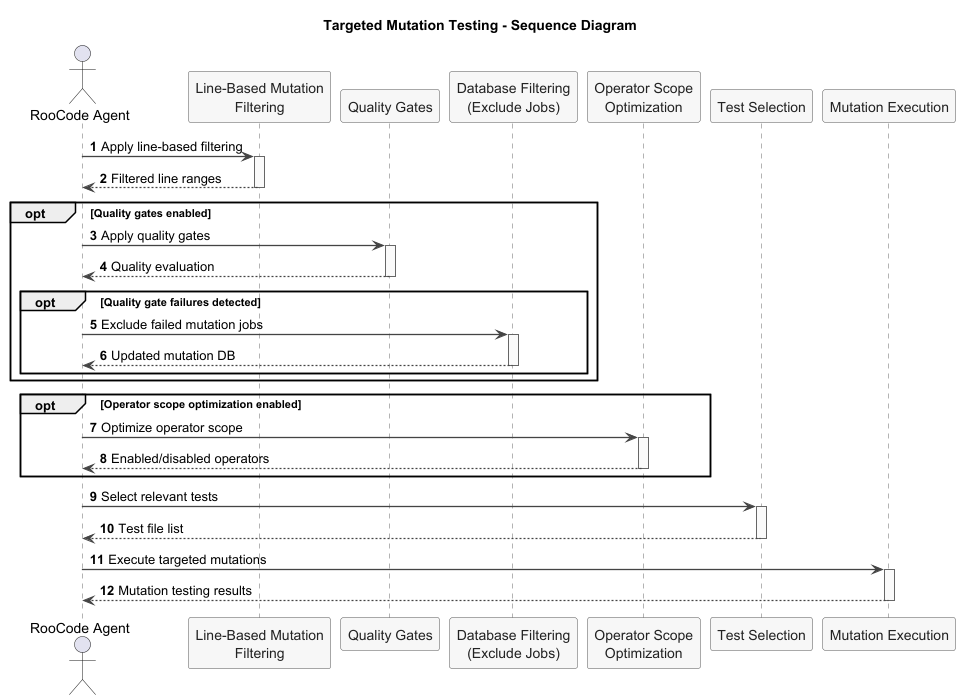 Targeted Mutation Testing - Sequence Diagram
RooCode Agent
Line-Based Mutation
Filtering
Quality Gates
Database Filtering
(Exclude Jobs)
Operator Scope
Optimization
Test Selection
Mutation Execution
1 Apply line-based filtering
2 Filtered line ranges
opt [Quality gates enabled]
3 Apply quality gates
4 Quality evaluation
opt [Quality gate failures detected]
5 Exclude failed mutation jobs
6 Updated mutation DB
opt [Operator scope optimization enabled]
7 Optimize operator scope
8 Enabled/disabled operators
9 Select relevant tests
10 Test file list
11 Execute targeted mutations
12 Mutation testing results
RooCode Agent
Line-Based Mutation
Filtering
Quality Gates
Database Filtering
(Exclude Jobs)
Operator Scope
Optimization
Test Selection
Mutation Execution